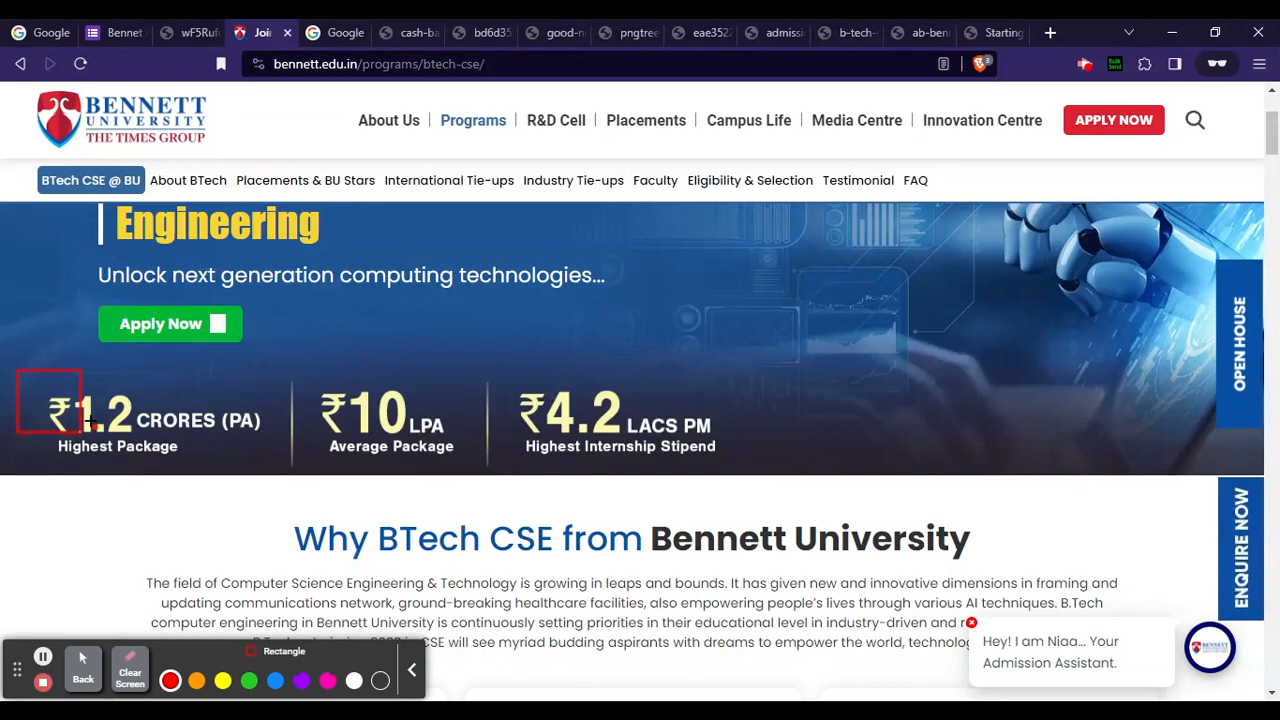 Google
Bennet
wF5Rufe
Join
Google
cash-ba
bd6d35
good-n
pngtree
eae3522
admissi
b-tech-
ab-ben
Starting
bennett.edu.in/programs/btech-cse/
3
Bulk
Send
BENNETT
UNIVERSITY
THE TIMES GROUP
About Us
Programs
R&D Cell
Placements
Campus Life
Media Centre
Innovation Centre
APPLY NOW
BTech CSE @ BU
About BTech
Placements & BU Stars
International Tie-ups
Industry Tie-ups
Faculty
Eligibility & Selection
Testimonial
FAQ
Engineering
Unlock next generation computing technologies...
Apply Now
₹1.2 CRORES (PA)
Highest Package
₹10 LPA
Average Package
₹4.2 LACS PM
Highest Internship Stipend
OPEN HOUSE
ENQUIRE NOW
Why BTech CSE from Bennett University
The field of Computer Science Engineering & Technology is growing in leaps and bounds. It has given new and innovative dimensions in framing and
updating communications network, ground-breaking healthcare facilities, also empowering people's lives through various AI techniques. B.Tech
computer engineering in Bennett University is continuously setting priorities in their educational level in industry-driven and
CSE will see myriad budding aspirants with dreams to empower the world,
Hey! I am Niaa... Your
Admission Assistant.
Rectangle
Back
Clear
Screen